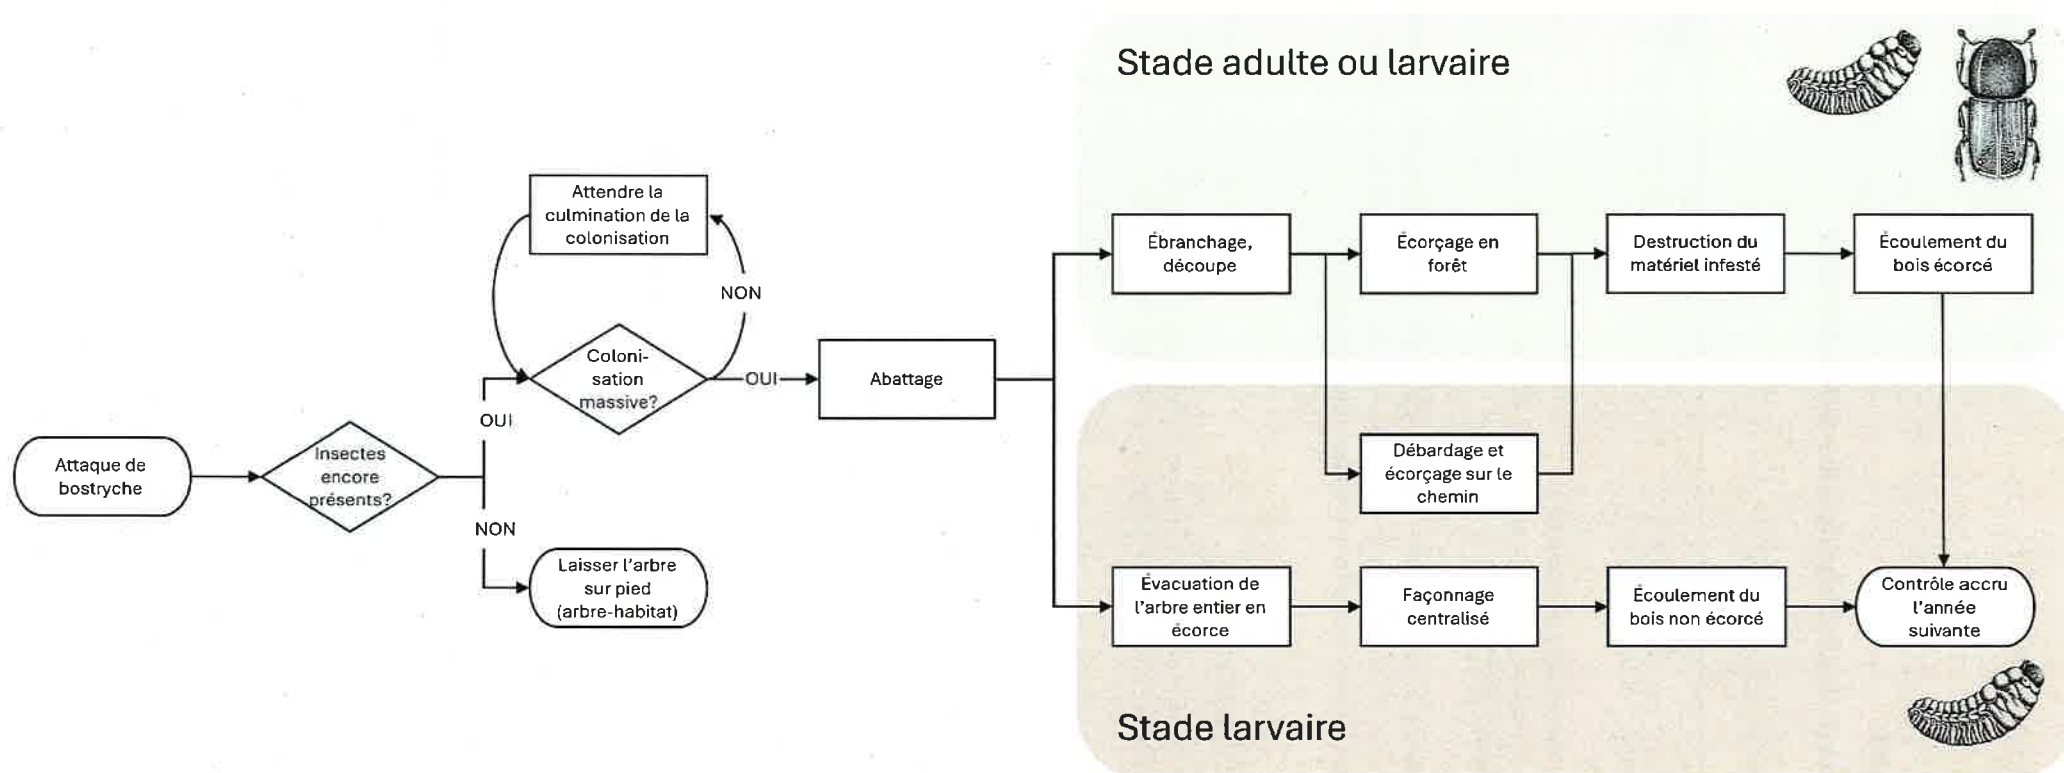 Stade adulte ou larvaire
Attendre la
culmination de la
colonisation
NON
Coloni-
sation
massive?
OUI
Abattage
OUI
Attaque de
bostryche
Insectes
encore
présents?
NON
Laisser l'arbre
sur pied
(arbre-habitat)
Ébranchage,
découpe
Écorçage en
forêt
Destruction du
matériel infesté
Écoulement du
bois écorcé
Débardage et
écorçage sur le
chemin
Évacuation de
l'arbre entier en
écorce
Façonnage
centralisé
Écoulement du
bois non écorcé
Contrôle accru
l'année
suivante
Stade larvaire